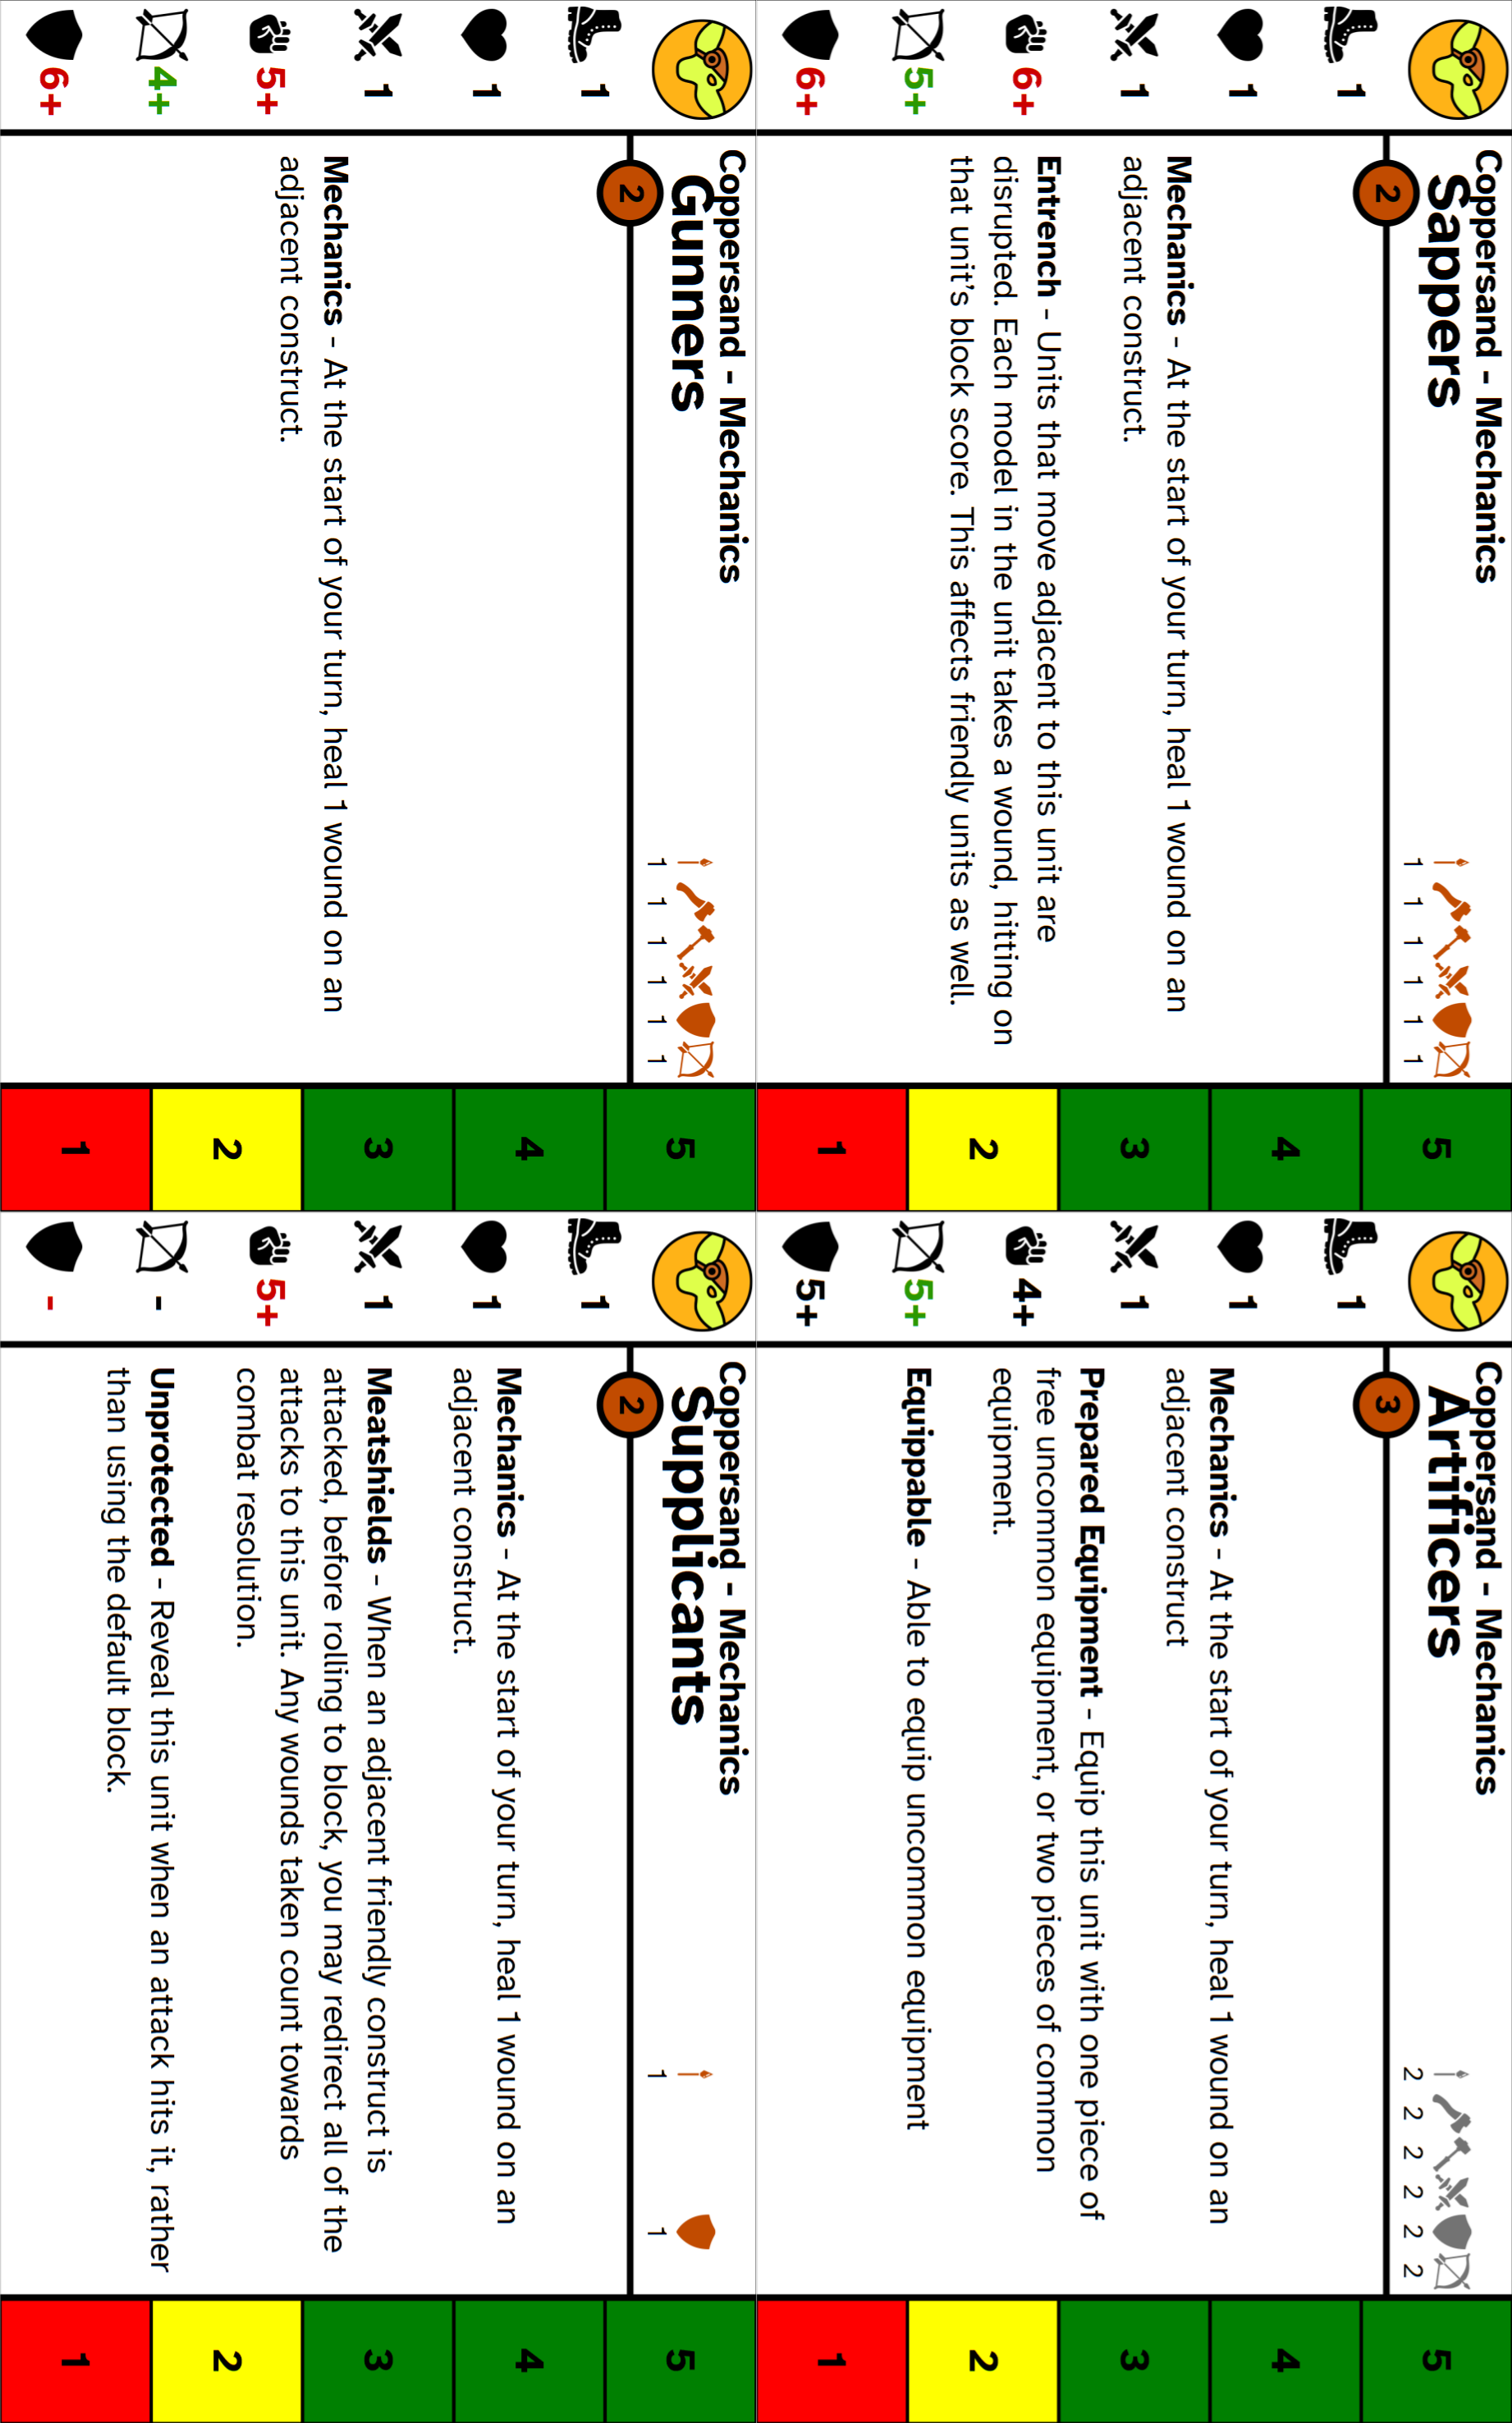 Coppersand - Mechanics
Sappers
2
1
1
1
1
1
1
1
1
1
6+
5+
6+
Mechanics - At the start of your turn, heal 1 wound on an
adjacent construct.
Entrench - Units that move adjacent to this unit are
disrupted. Each model in the unit takes a wound, hitting on
that unit’s block score. This affects friendly units as well.
5
4
3
2
1
Coppersand - Mechanics
Artificers
3
2
2
2
2
2
2
1
1
1
4+
5+
5+
Mechanics - At the start of your turn, heal 1 wound on an
adjacent construct
Prepared Equipment - Equip this unit with one piece of
free uncommon equipment, or two pieces of common
equipment.
Equippable - Able to equip uncommon equipment
5
4
3
2
1
Coppersand - Mechanics
Gunners
2
1
1
1
1
1
1
1
1
1
5+
4+
6+
Mechanics - At the start of your turn, heal 1 wound on an
adjacent construct.
5
4
3
2
1
Coppersand - Mechanics
Supplicants
2
1
1
1
1
1
5+
-
-
Mechanics - At the start of your turn, heal 1 wound on an
adjacent construct.
Meatshields - When an adjacent friendly construct is
attacked, before rolling to block, you may redirect all of the
attacks to this unit. Any wounds taken count towards
combat resolution.
Unprotected - Reveal this unit when an attack hits it, rather
than using the default block.
5
4
3
2
1